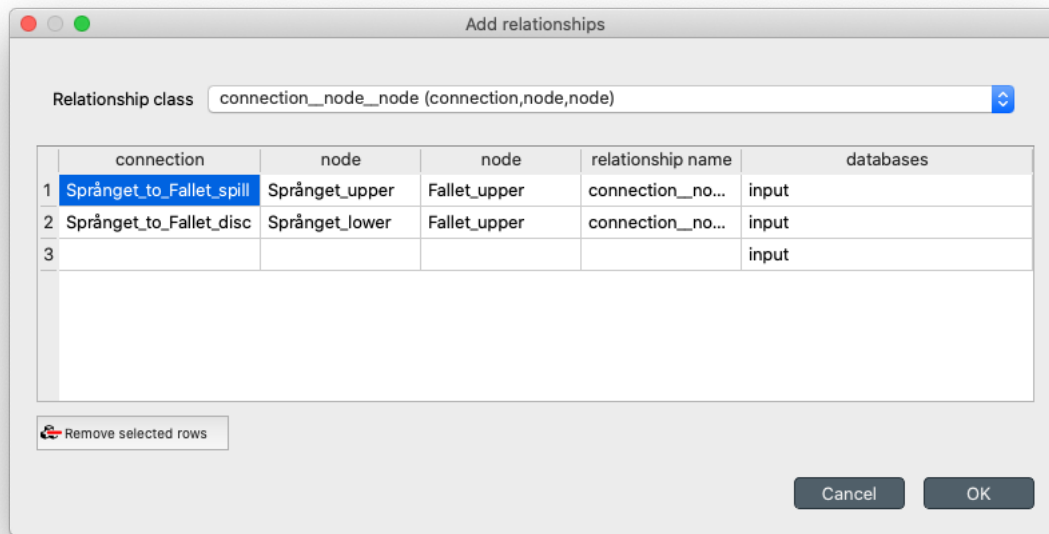 Add relationships
Relationship class connection__node__node (connection,node,node)
connection node node relationship name databases
1 Språnget_to_Fallet_spill Språnget_upper Fallet_upper connection__no... input
2 Språnget_to_Fallet_disc Språnget_lower Fallet_upper connection__no... input
3 input
Remove selected rows
Cancel OK